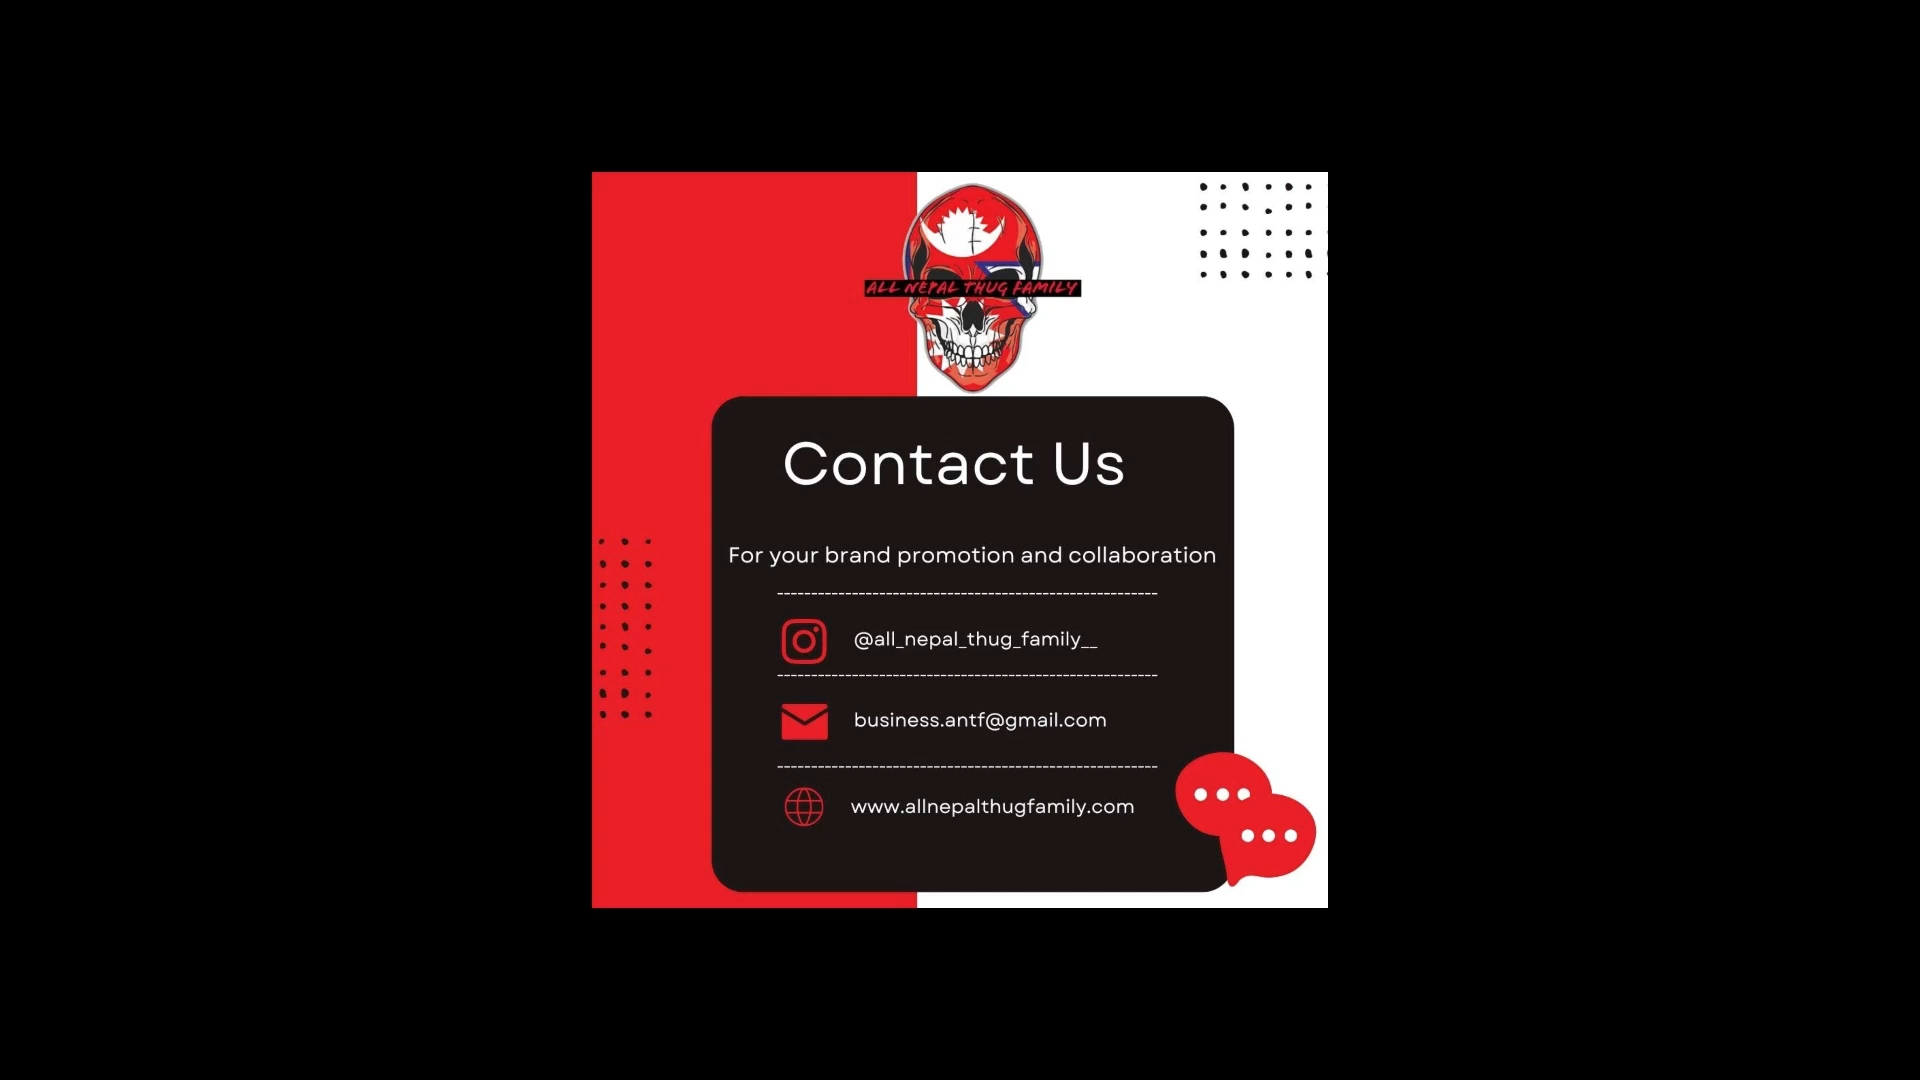 ALL NEPAL THUG FAMILY
Contact Us
For your brand promotion and collaboration
@all_nepal_thug_family__
business.antf@gmail.com
www.allnepalthugfamily.com